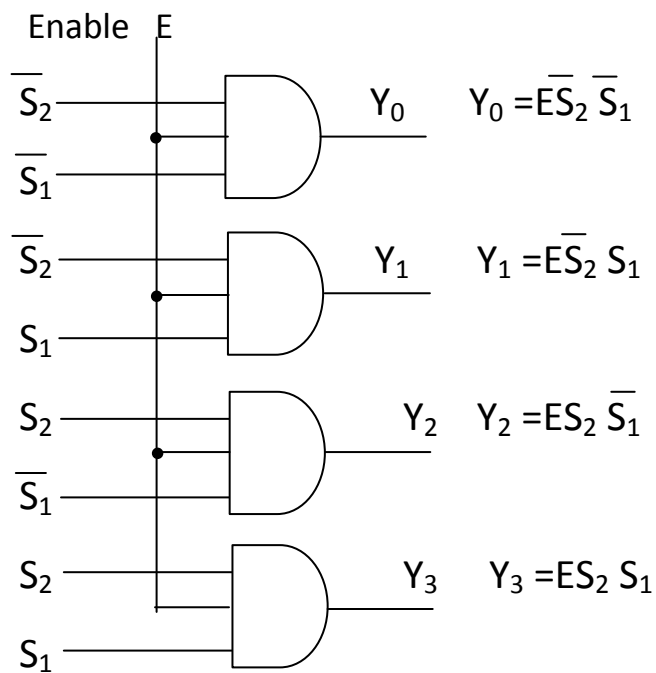 Enable E
S̅₂ Y₀ Y₀ =ES̅₂ S̅₁
S̅₁
S̅₂ Y₁ Y₁ =ES̅₂ S₁
S₁
S₂ Y₂ Y₂ =ES₂ S̅₁
S̅₁
S₂ Y₃ Y₃ =ES₂ S₁
S₁